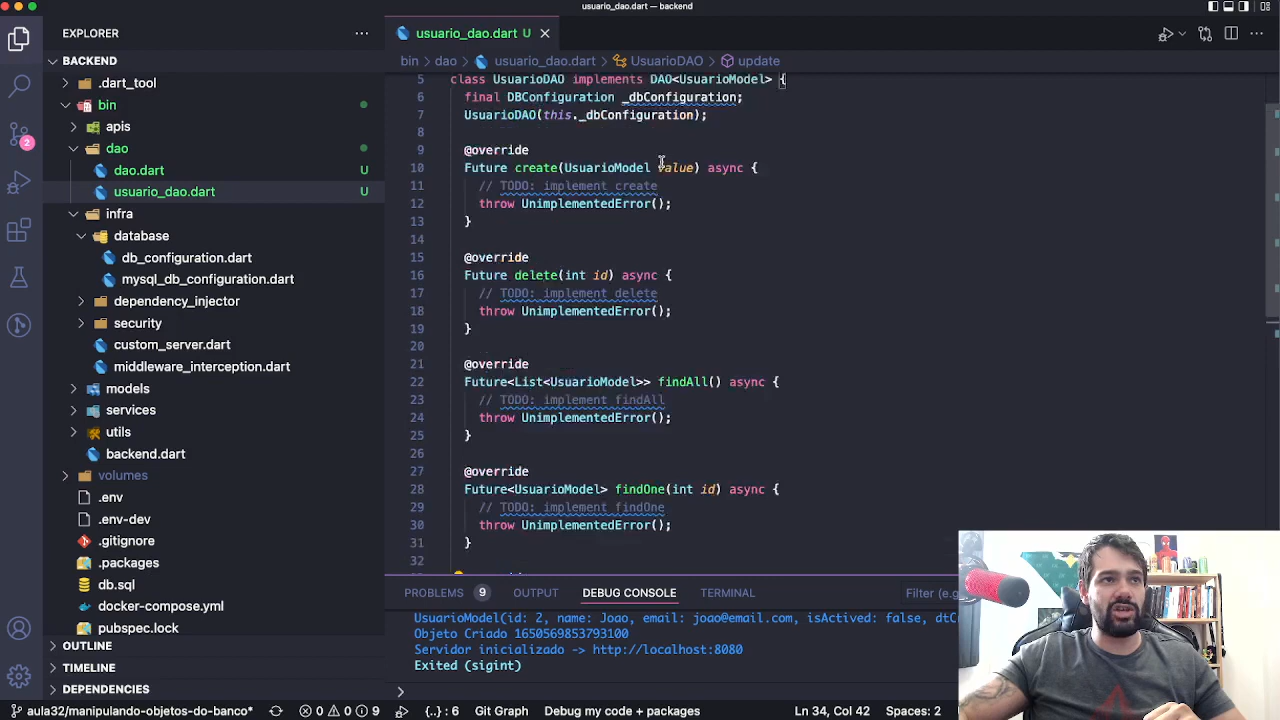 usuario_dao.dart — backend
EXPLORER
BACKEND
.dart_tool
bin
apis
dao
dao.dart U
usuario_dao.dart U
infra
database
db_configuration.dart
mysql_db_configuration.dart
dependency_injector
security
custom_server.dart
middleware_interception.dart
models
services
utils
backend.dart
volumes
.env
.env-dev
.gitignore
.packages
db.sql
docker-compose.yml
pubspec.lock
OUTLINE
TIMELINE
DEPENDENCIES
2
usuario_dao.dart U
bin > dao > usuario_dao.dart > UsuarioDAO > update
5 class UsuarioDAO implements DAO<UsuarioModel> {
6 final DBConfiguration _dbConfiguration;
7 UsuarioDAO(this._dbConfiguration);
8
9 @override
10 Future create(UsuarioModel value) async {
11 // TODO: implement create
12 throw UnimplementedError();
13 }
14
15 @override
16 Future delete(int id) async {
17 // TODO: implement delete
18 throw UnimplementedError();
19 }
20
21 @override
22 Future<List<UsuarioModel>> findAll() async {
23 // TODO: implement findAll
24 throw UnimplementedError();
25 }
26
27 @override
28 Future<UsuarioModel> findOne(int id) async {
29 // TODO: implement findOne
30 throw UnimplementedError();
31 }
32
PROBLEMS 9 OUTPUT DEBUG CONSOLE TERMINAL Filter (e.g
UsuarioModel(id: 2, name: Joao, email: joao@email.com, isActived: false, dtC
Objeto Criado 1650569853793100
Servidor inicializado -> http://localhost:8080
Exited (sigint)
aula32/manipulando-objetos-do-banco* 0 0 9 {..}: 6 Git Graph Debug my code + packages Ln 34, Col 42 Spaces: 2